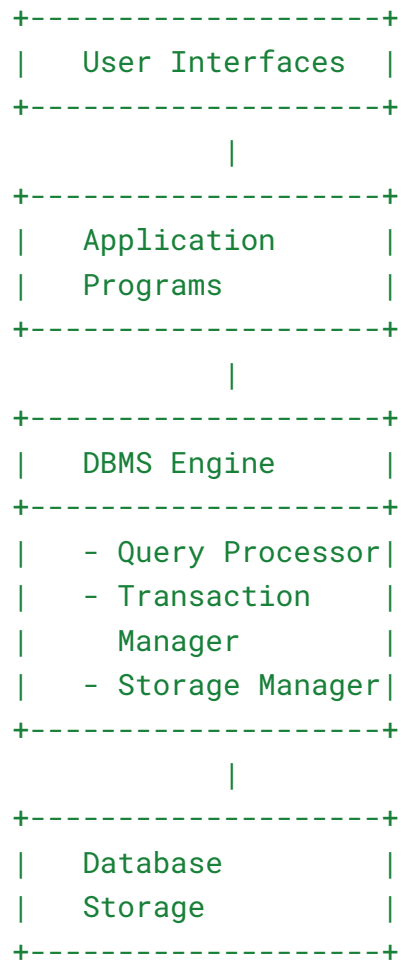 +--------------------+
|   User Interfaces  |
+--------------------+
            |
+--------------------+
|   Application      |
|   Programs         |
+--------------------+
            |
+--------------------+
|   DBMS Engine      |
+--------------------+
|   - Query Processor|
|   - Transaction    |
|     Manager        |
|   - Storage Manager|
+--------------------+
            |
+--------------------+
|   Database         |
|   Storage          |
+--------------------+